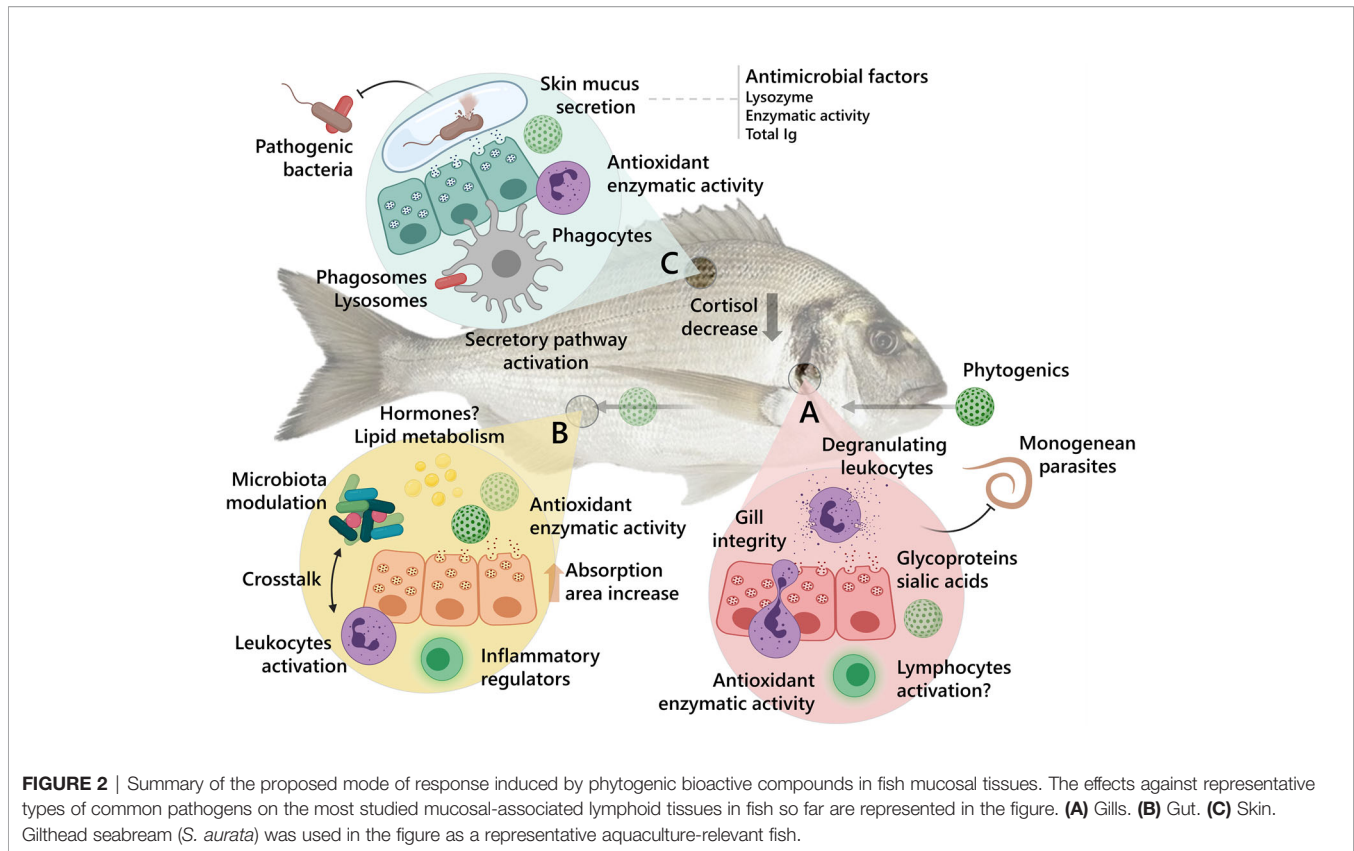 Skin mucus
secretion
Antimicrobial factors
Lysozyme
Enzymatic activity
Total Ig
Pathogenic
bacteria
Antioxidant
enzymatic activity
Phagocytes
C
Phagosomes
Lysosomes
Cortisol
decrease
Secretory pathway
activation
Phytogenics
A
Hormones?
Lipid metabolism
B
Degranulating
leukocytes
Monogenean
parasites
Microbiota
modulation
Antioxidant
enzymatic activity
Gill
integrity
Glycoproteins
sialic acids
Crosstalk
Absorption
area increase
Leukocytes
activation
Inflammatory
regulators
Antioxidant
enzymatic activity
Lymphocytes
activation?
FIGURE 2 | Summary of the proposed mode of response induced by phytogenic bioactive compounds in fish mucosal tissues. The effects against representative
types of common pathogens on the most studied mucosal-associated lymphoid tissues in fish so far are represented in the figure. (A) Gills. (B) Gut. (C) Skin.
Gilthead seabream (S. aurata) was used in the figure as a representative aquaculture-relevant fish.